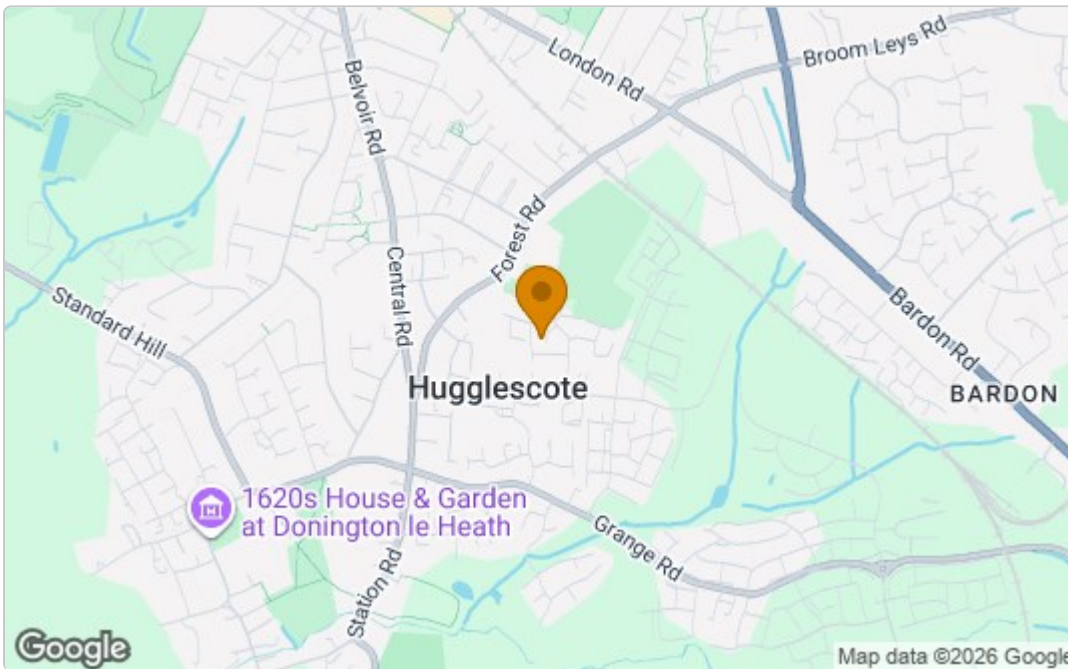 Broom Leys Rd
London Rd
Belvoir Rd
Forest Rd
Central Rd
Standard Hill
Bardon Rd
Hugglescote
BARDON
1620s House & Garden
at Donington le Heath
Grange Rd
Station Rd
Google
Map data ©2026 Google